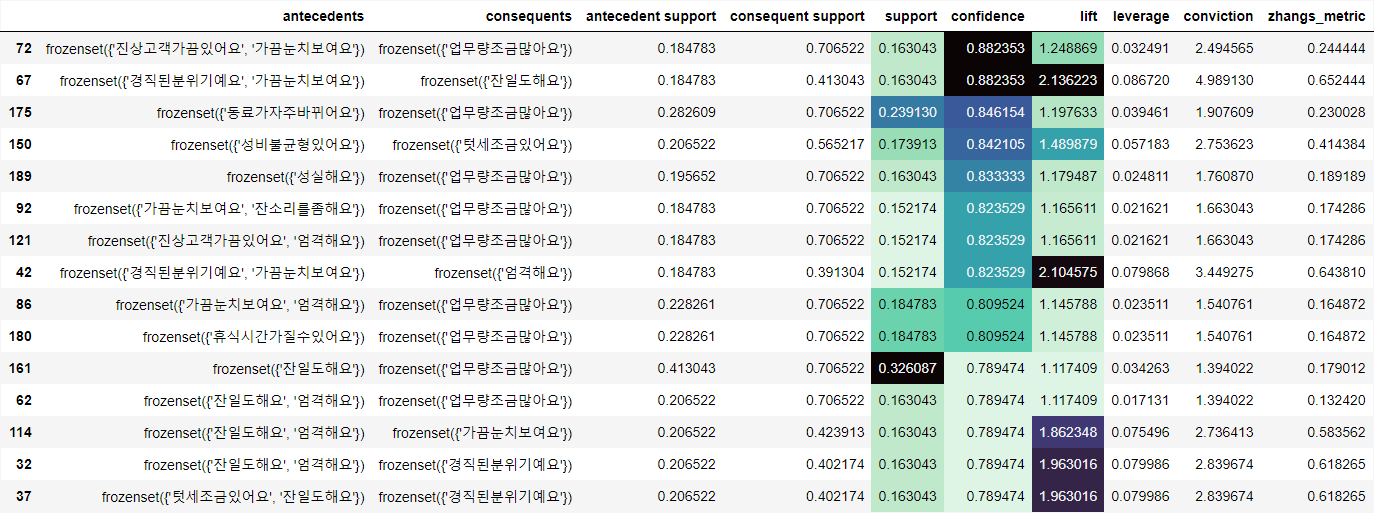 antecedents consequents antecedent support consequent support support confidence lift leverage conviction zhangs_metric
72 frozenset({'진상고객가끔있어요', '가끔눈치보여요'}) frozenset({'업무량조금많아요'}) 0.184783 0.706522 0.163043 0.882353 1.248869 0.032491 2.494565 0.244444
67 frozenset({'경직된분위기예요', '가끔눈치보여요'}) frozenset({'잔일도해요'}) 0.184783 0.413043 0.163043 0.882353 2.136223 0.086720 4.989130 0.652444
175 frozenset({'동료가자주바뀌어요'}) frozenset({'업무량조금많아요'}) 0.282609 0.706522 0.239130 0.846154 1.197633 0.039461 1.907609 0.230028
150 frozenset({'성비불균형있어요'}) frozenset({'텃세조금있어요'}) 0.206522 0.565217 0.173913 0.842105 1.489879 0.057183 2.753623 0.414384
189 frozenset({'성실해요'}) frozenset({'업무량조금많아요'}) 0.195652 0.706522 0.163043 0.833333 1.179487 0.024811 1.760870 0.189189
92 frozenset({'가끔눈치보여요', '잔소리를좀해요'}) frozenset({'업무량조금많아요'}) 0.184783 0.706522 0.152174 0.823529 1.165611 0.021621 1.663043 0.174286
121 frozenset({'진상고객가끔있어요', '엄격해요'}) frozenset({'업무량조금많아요'}) 0.184783 0.706522 0.152174 0.823529 1.165611 0.021621 1.663043 0.174286
42 frozenset({'경직된분위기예요', '가끔눈치보여요'}) frozenset({'엄격해요'}) 0.184783 0.391304 0.152174 0.823529 2.104575 0.079868 3.449275 0.643810
86 frozenset({'가끔눈치보여요', '엄격해요'}) frozenset({'업무량조금많아요'}) 0.228261 0.706522 0.184783 0.809524 1.145788 0.023511 1.540761 0.164872
180 frozenset({'휴식시간가질수있어요'}) frozenset({'업무량조금많아요'}) 0.228261 0.706522 0.184783 0.809524 1.145788 0.023511 1.540761 0.164872
161 frozenset({'잔일도해요'}) frozenset({'업무량조금많아요'}) 0.413043 0.706522 0.326087 0.789474 1.117409 0.034263 1.394022 0.179012
62 frozenset({'잔일도해요', '엄격해요'}) frozenset({'업무량조금많아요'}) 0.206522 0.706522 0.163043 0.789474 1.117409 0.017131 1.394022 0.132420
114 frozenset({'잔일도해요', '엄격해요'}) frozenset({'가끔눈치보여요'}) 0.206522 0.423913 0.163043 0.789474 1.862348 0.075496 2.736413 0.583562
32 frozenset({'잔일도해요', '엄격해요'}) frozenset({'경직된분위기예요'}) 0.206522 0.402174 0.163043 0.789474 1.963016 0.079986 2.839674 0.618265
37 frozenset({'텃세조금있어요', '잔일도해요'}) frozenset({'경직된분위기예요'}) 0.206522 0.402174 0.163043 0.789474 1.963016 0.079986 2.839674 0.618265